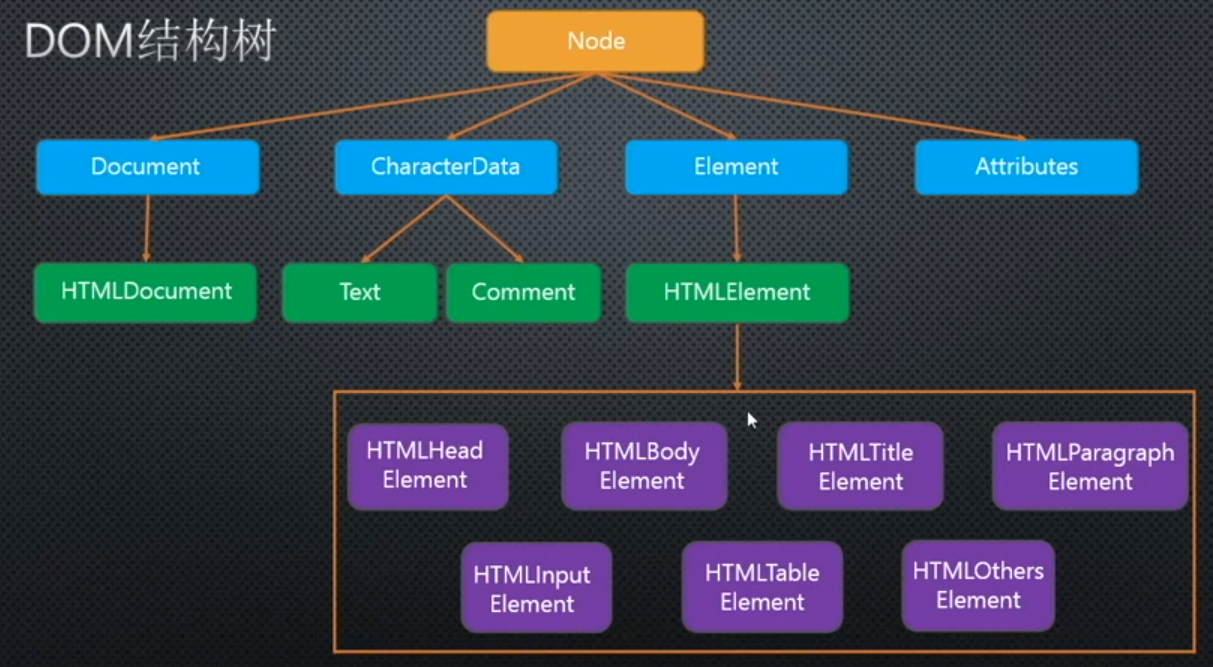 DOM结构树
Node
Document
CharacterData
Element
Attributes
HTMLDocument
Text
Comment
HTMLElement
HTMLHead
Element
HTMLBody
Element
HTMLTitle
Element
HTMLParagraph
Element
HTMLInput
Element
HTMLTable
Element
HTMLOthers
Element